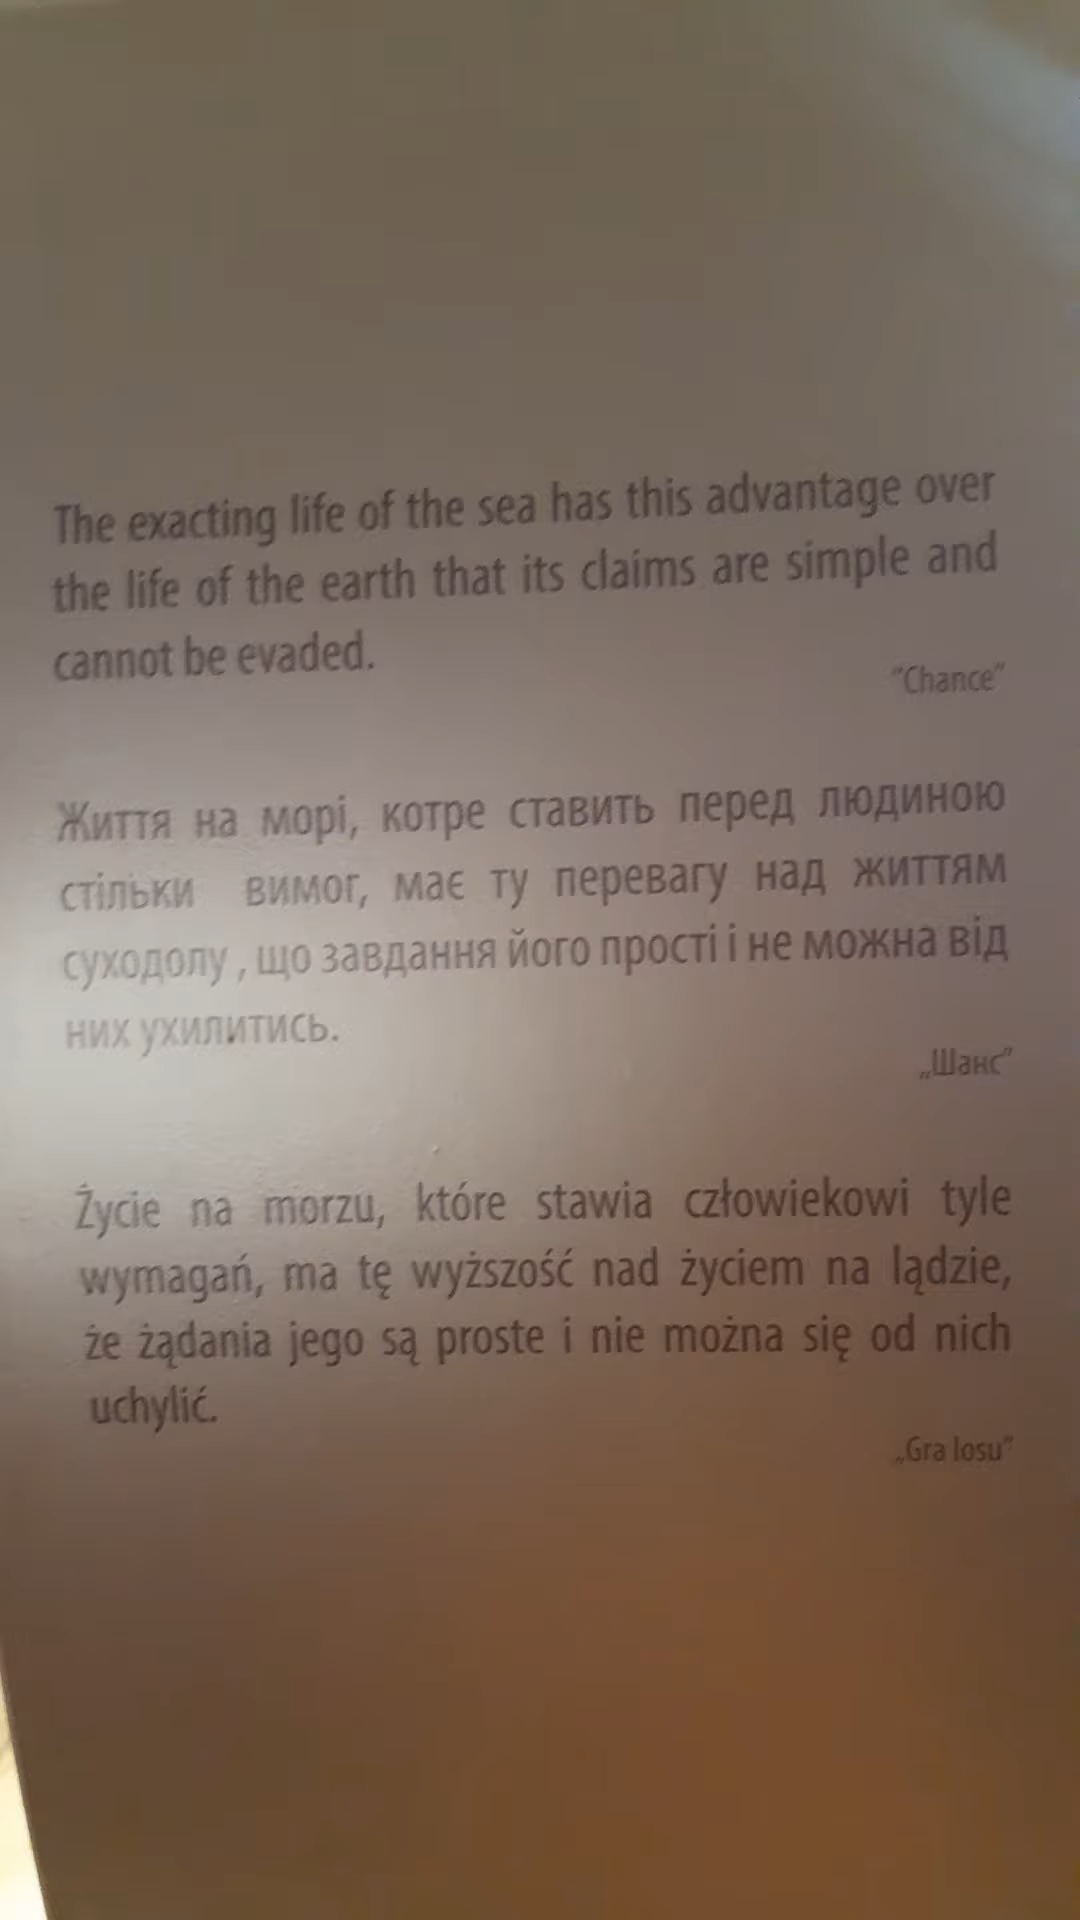 The exacting life of the sea has this advantage over
the life of the earth that its claims are simple and
cannot be evaded.
"Chance"
Життя на морі, котре ставить перед людиною
стільки вимог, має ту перевагу над життям
суходолу , що завдання його прості і не можна від
них ухилитись.
„Шанс”
Życie na morzu, które stawia człowiekowi tyle
wymagań, ma tę wyższość nad życiem na lądzie,
że żądania jego są proste i nie można się od nich
uchylić.
„Gra losu”